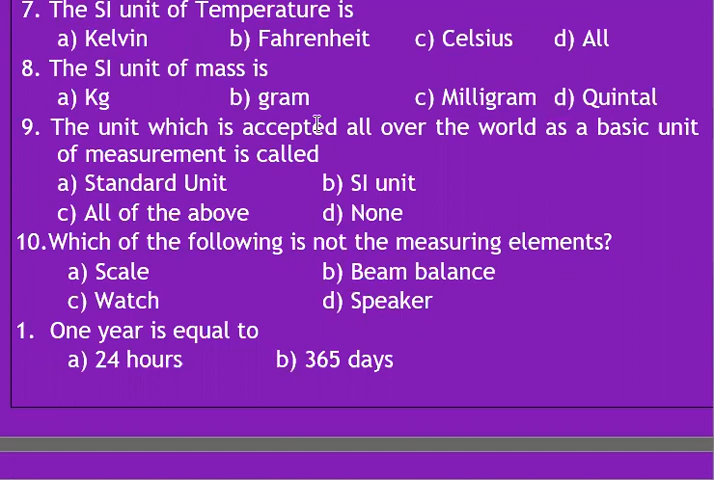 7. The SI unit of Temperature is
a) Kelvin b) Fahrenheit c) Celsius d) All
8. The SI unit of mass is
a) Kg b) gram c) Milligram d) Quintal
9. The unit which is accepted all over the world as a basic unit
of measurement is called
a) Standard Unit b) SI unit
c) All of the above d) None
10.Which of the following is not the measuring elements?
a) Scale b) Beam balance
c) Watch d) Speaker
1. One year is equal to
a) 24 hours b) 365 days